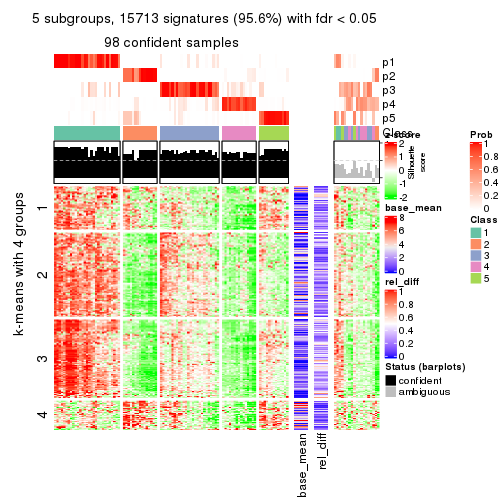 5 subgroups, 15713 signatures (95.6%) with fdr < 0.05
98 confident samples
p1
p2
p3
p4
p5
Class
z-score
2
1
0
-1
-2
Silhouette
score
Prob
1
0.8
0.6
0.4
0.2
0
base_mean
8
6
4
2
0
Class
1
2
3
4
5
rel_diff
1
0.8
0.6
0.4
0.2
0
Status (barplots)
confident
ambiguous
k-means with 4 groups
1
2
3
4
base_mean
rel_diff